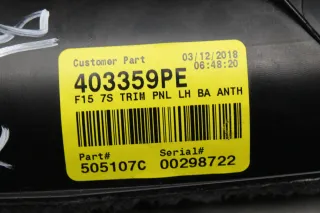 Customer Part 03/12/2018
06:48:20
403359PE
F15 7S TRIM PNL LH BA ANTH
Part# Serial#
505107C 00298722